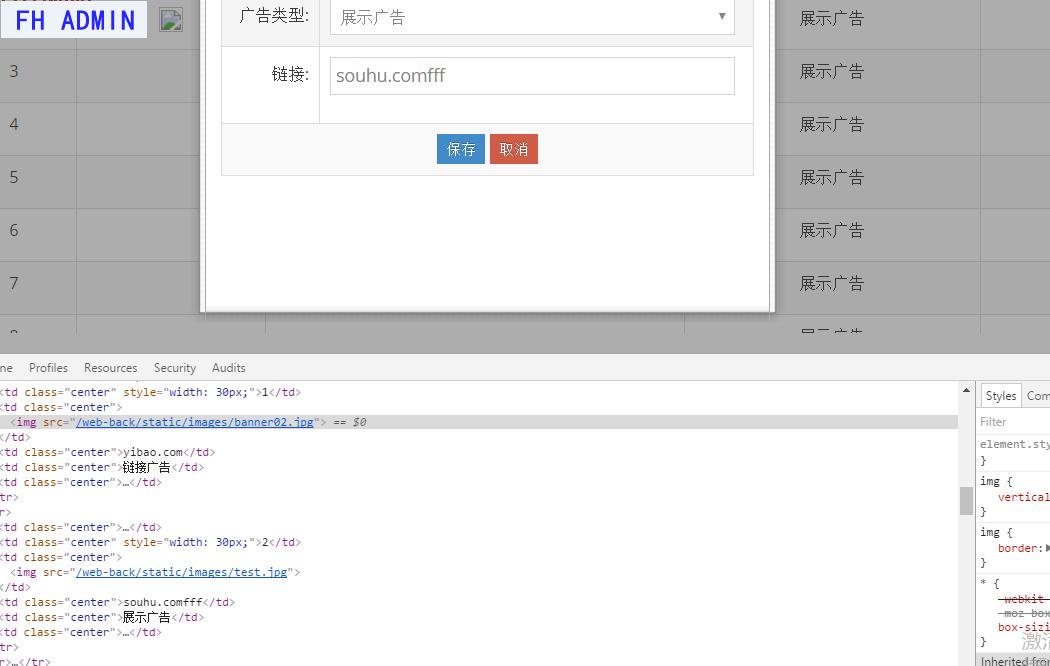 FH ADMIN
广告类型:
展示广告
展示广告
3
链接:
souhu.comfff
展示广告
4
展示广告
保存
取消
5
展示广告
6
展示广告
7
展示广告
Profiles
Resources
Security
Audits
<td class="center" style="width: 30px;">1</td>
<td class="center">
<img src="/web-back/static/images/banner02.jpg"> == $0
</td>
<td class="center">yibao.com</td>
<td class="center">链接广告</td>
<td class="center">…</td>
tr>
r>
<td class="center">…</td>
<td class="center" style="width: 30px;">2</td>
<td class="center">
<img src="/web-back/static/images/test.jpg">
</td>
<td class="center">souhu.comfff</td>
<td class="center">展示广告</td>
<td class="center">…</td>
tr>
r>…</tr>
Styles
Com
Filter
element.sty
}
img {
vertical
}
img {
border:
}
* {
-webkit-
-moz-box
box-sizi
}
Inherited from